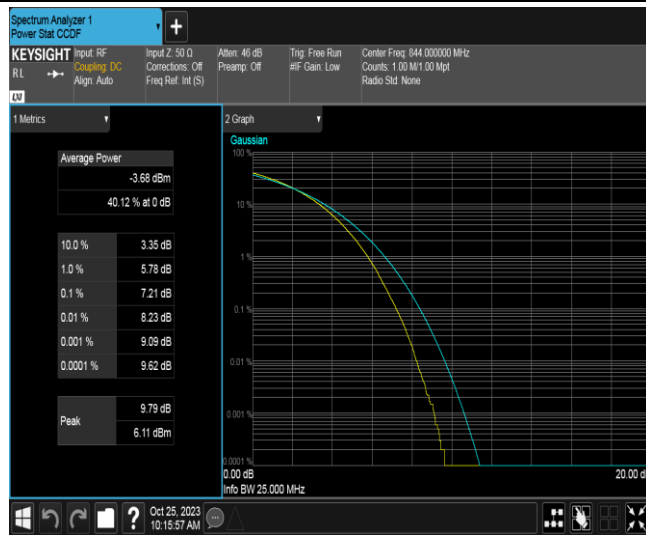 Spectrum Analyzer 1
Power Stat CCDF
+
KEYSIGHT
RL
Input: RF
Coupling: DC
Align: Auto
Input Z: 50 Ω
Corrections: Off
Freq Ref: Int (S)
Atten: 46 dB
Preamp: Off
Trig: Free Run
#IF Gain: Low
Center Freq: 844.000000 MHz
Counts: 1.00 M/1.00 Mpt
Radio Std: None
1 Metrics
Average Power
-3.68 dBm
40.12 % at 0 dB
10.0 % 3.35 dB
1.0 % 5.78 dB
0.1 % 7.21 dB
0.01 % 8.23 dB
0.001 % 9.09 dB
0.0001 % 9.62 dB
Peak
9.79 dB
6.11 dBm
2 Graph
Gaussian
100 %
10 %
1 %
0.1 %
0.01 %
0.001 %
0.0001 %
0.00 dB
20.00 d
Info BW 25.000 MHz
?
Oct 25, 2023
10:15:57 AM